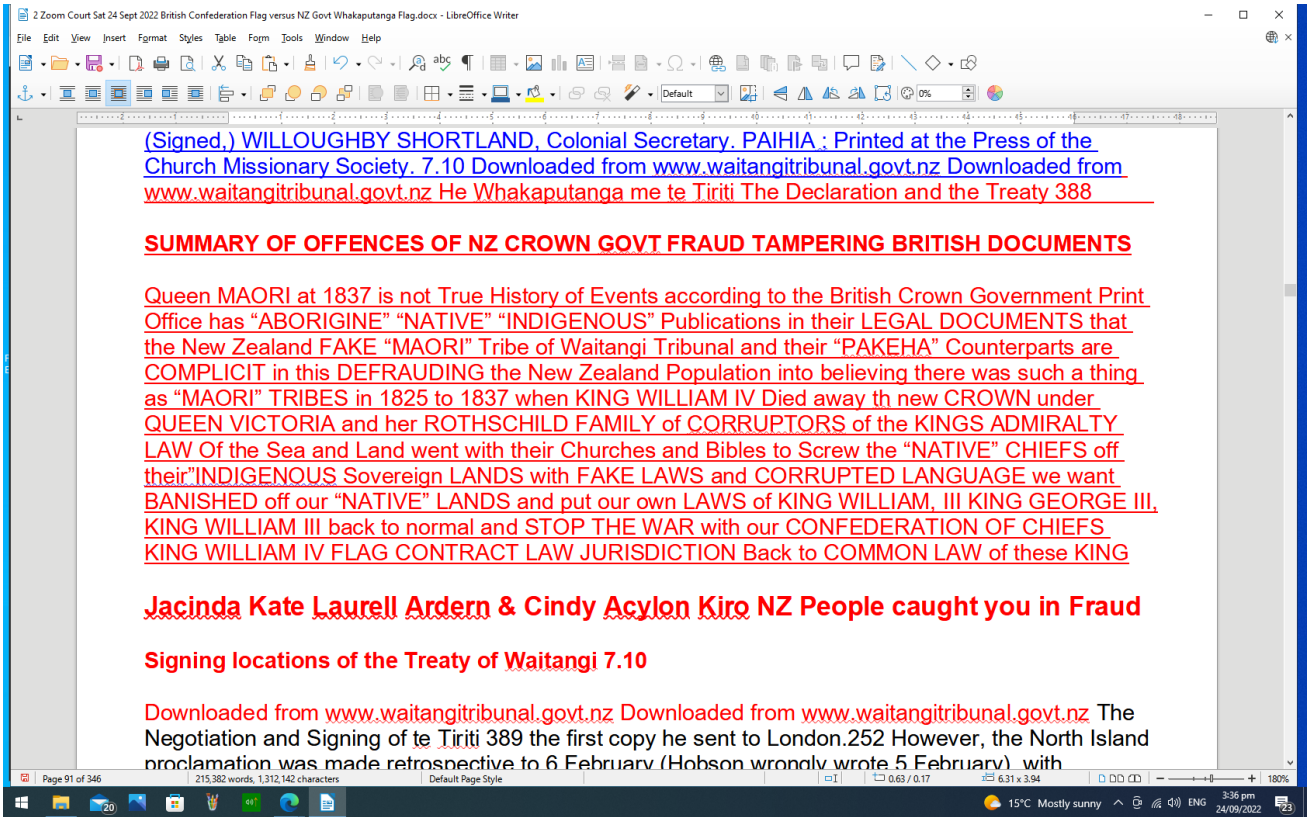 2 Zoom Court Sat 24 Sept 2022 British Confederation Flag versus NZ Govt Whakaputanga Flag.docx - LibreOffice Writer
File Edit View Insert Format Styles Table Form Tools Window Help
Default
0%
(Signed,) WILLOUGHBY SHORTLAND, Colonial Secretary. PAIHIA ; Printed at the Press of the
Church Missionary Society. 7.10 Downloaded from www.waitangitribunal.govt.nz Downloaded from
www.waitangitribunal.govt.nz He Whakaputanga me te Tiriti The Declaration and the Treaty 388
SUMMARY OF OFFENCES OF NZ CROWN GOVT FRAUD TAMPERING BRITISH DOCUMENTS
Queen MAORI at 1837 is not True History of Events according to the British Crown Government Print
Office has “ABORIGINE” “NATIVE” “INDIGENOUS” Publications in their LEGAL DOCUMENTS that
the New Zealand FAKE “MAORI” Tribe of Waitangi Tribunal and their “PAKEHA” Counterparts are
COMPLICIT in this DEFRAUDING the New Zealand Population into believing there was such a thing
as “MAORI” TRIBES in 1825 to 1837 when KING WILLIAM IV Died away th new CROWN under
QUEEN VICTORIA and her ROTHSCHILD FAMILY of CORRUPTORS of the KINGS ADMIRALTY
LAW Of the Sea and Land went with their Churches and Bibles to Screw the “NATIVE” CHIEFS off
their”INDIGENOUS Sovereign LANDS with FAKE LAWS and CORRUPTED LANGUAGE we want
BANISHED off our “NATIVE” LANDS and put our own LAWS of KING WILLIAM, III KING GEORGE III,
KING WILLIAM III back to normal and STOP THE WAR with our CONFEDERATION OF CHIEFS
KING WILLIAM IV FLAG CONTRACT LAW JURISDICTION Back to COMMON LAW of these KING
Jacinda Kate Laurell Ardern & Cindy Acylon Kiro NZ People caught you in Fraud
Signing locations of the Treaty of Waitangi 7.10
Downloaded from www.waitangitribunal.govt.nz Downloaded from www.waitangitribunal.govt.nz The
Negotiation and Signing of te Tiriti 389 the first copy he sent to London.252 However, the North Island
proclamation was made retrospective to 6 February (Hobson wrongly wrote 5 February), with
Page 91 of 346 215,382 words, 1,312,142 characters Default Page Style 0.63 / 0.17 6.31 x 3.94 180%
20 15°C Mostly sunny ENG 3:36 pm 23
24/09/2022